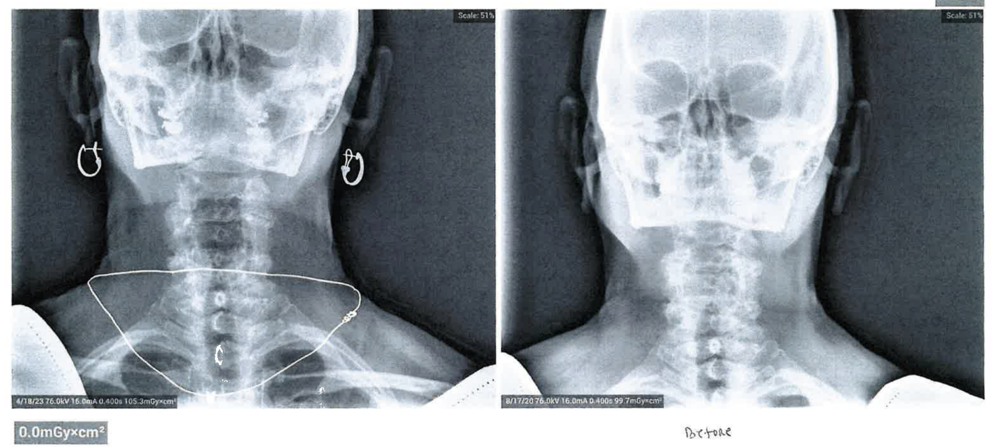 Scale: 51%
Scale: 51%
4/18/23 76.0kV 16.0mA 0.400s 105.3mGy×cm²
8/17/20 76.0kV 16.0mA 0.400s 99.7mGy×cm²
0.0mGy×cm²
Before